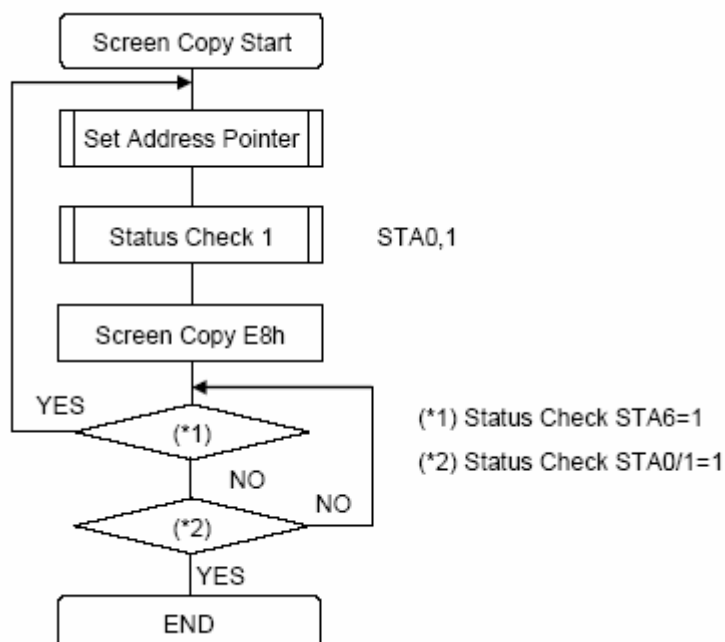 Screen Copy Start
Set Address Pointer
Status Check 1
STA0,1
Screen Copy E8h
YES
(*1)
NO
(*1) Status Check STA6=1
(*2) Status Check STA0/1=1
NO
(*2)
YES
END